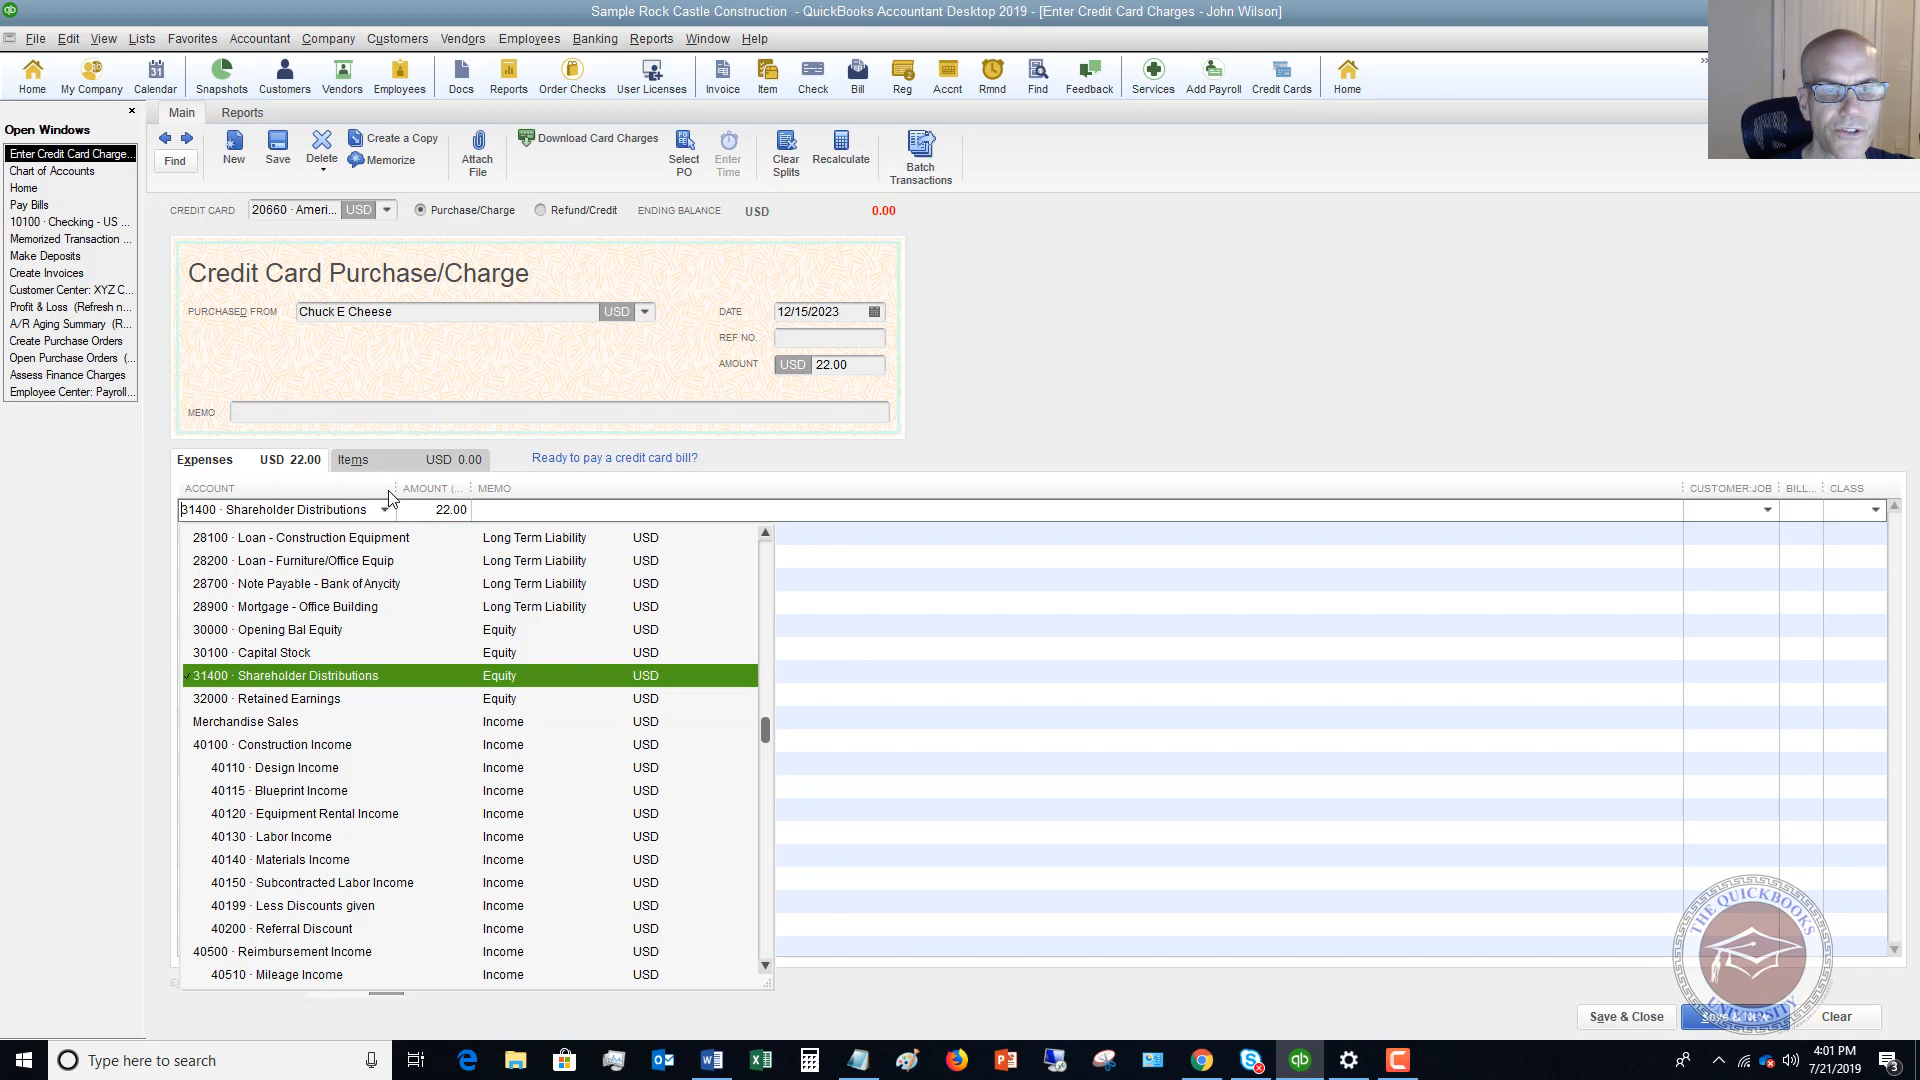 Sample Rock Castle Construction - QuickBooks Accountant Desktop 2019 - [Enter Credit Card Charges - John Wilson]
File Edit View Lists Favorites Accountant Company Customers Vendors Employees Banking Reports Window Help
Home My Company Calendar Snapshots Customers Vendors Employees Docs Reports Order Checks User Licenses Invoice Item Check Bill Reg Accnt Rmnd Find Feedback Services Add Payroll Credit Cards Home
Open Windows
Enter Credit Card Charge...
Chart of Accounts
Home
Pay Bills
10100 · Checking - US ...
Memorized Transaction ...
Make Deposits
Create Invoices
Customer Center: XYZ C...
Profit & Loss (Refresh n...
A/R Aging Summary (R...
Create Purchase Orders
Open Purchase Orders (...
Assess Finance Charges
Employee Center: Payroll...
Main Reports
Find
New
Save
Delete
Create a Copy
Memorize
Attach File
Download Card Charges
Select PO
Enter Time
Clear Splits
Recalculate
Batch Transactions
CREDIT CARD 20660 · Ameri... USD Purchase/Charge Refund/Credit ENDING BALANCE USD 0.00
Credit Card Purchase/Charge
PURCHASED FROM Chuck E Cheese USD DATE 12/15/2023
REF NO.
AMOUNT USD 22.00
MEMO
Expenses USD 22.00 Items USD 0.00 Ready to pay a credit card bill?
ACCOUNT AMOUNT (... MEMO CUSTOMER:JOB BILL... CLASS
31400 · Shareholder Distributions 22.00
28100 · Loan - Construction Equipment Long Term Liability USD
28200 · Loan - Furniture/Office Equip Long Term Liability USD
28700 · Note Payable - Bank of Anycity Long Term Liability USD
28900 · Mortgage - Office Building Long Term Liability USD
30000 · Opening Bal Equity Equity USD
30100 · Capital Stock Equity USD
31400 · Shareholder Distributions Equity USD
32000 · Retained Earnings Equity USD
Merchandise Sales Income USD
40100 · Construction Income Income USD
40110 · Design Income Income USD
40115 · Blueprint Income Income USD
40120 · Equipment Rental Income Income USD
40130 · Labor Income Income USD
40140 · Materials Income Income USD
40150 · Subcontracted Labor Income Income USD
40199 · Less Discounts given Income USD
40200 · Referral Discount Income USD
40500 · Reimbursement Income Income USD
40510 · Mileage Income Income USD
THE QUICKBOOKS UNIVERSITY
Save & Close Save & New Clear
Type here to search
4:01 PM
7/21/2019
3